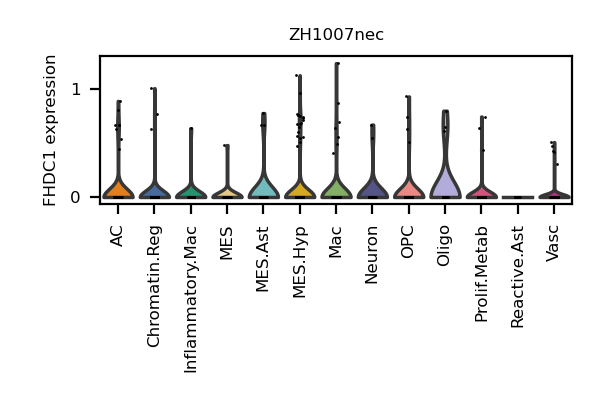 ZH1007nec
FHDC1 expression
1
0
AC
Chromatin.Reg
Inflammatory.Mac
MES
MES.Ast
MES.Hyp
Mac
Neuron
OPC
Oligo
Prolif.Metab
Reactive.Ast
Vasc